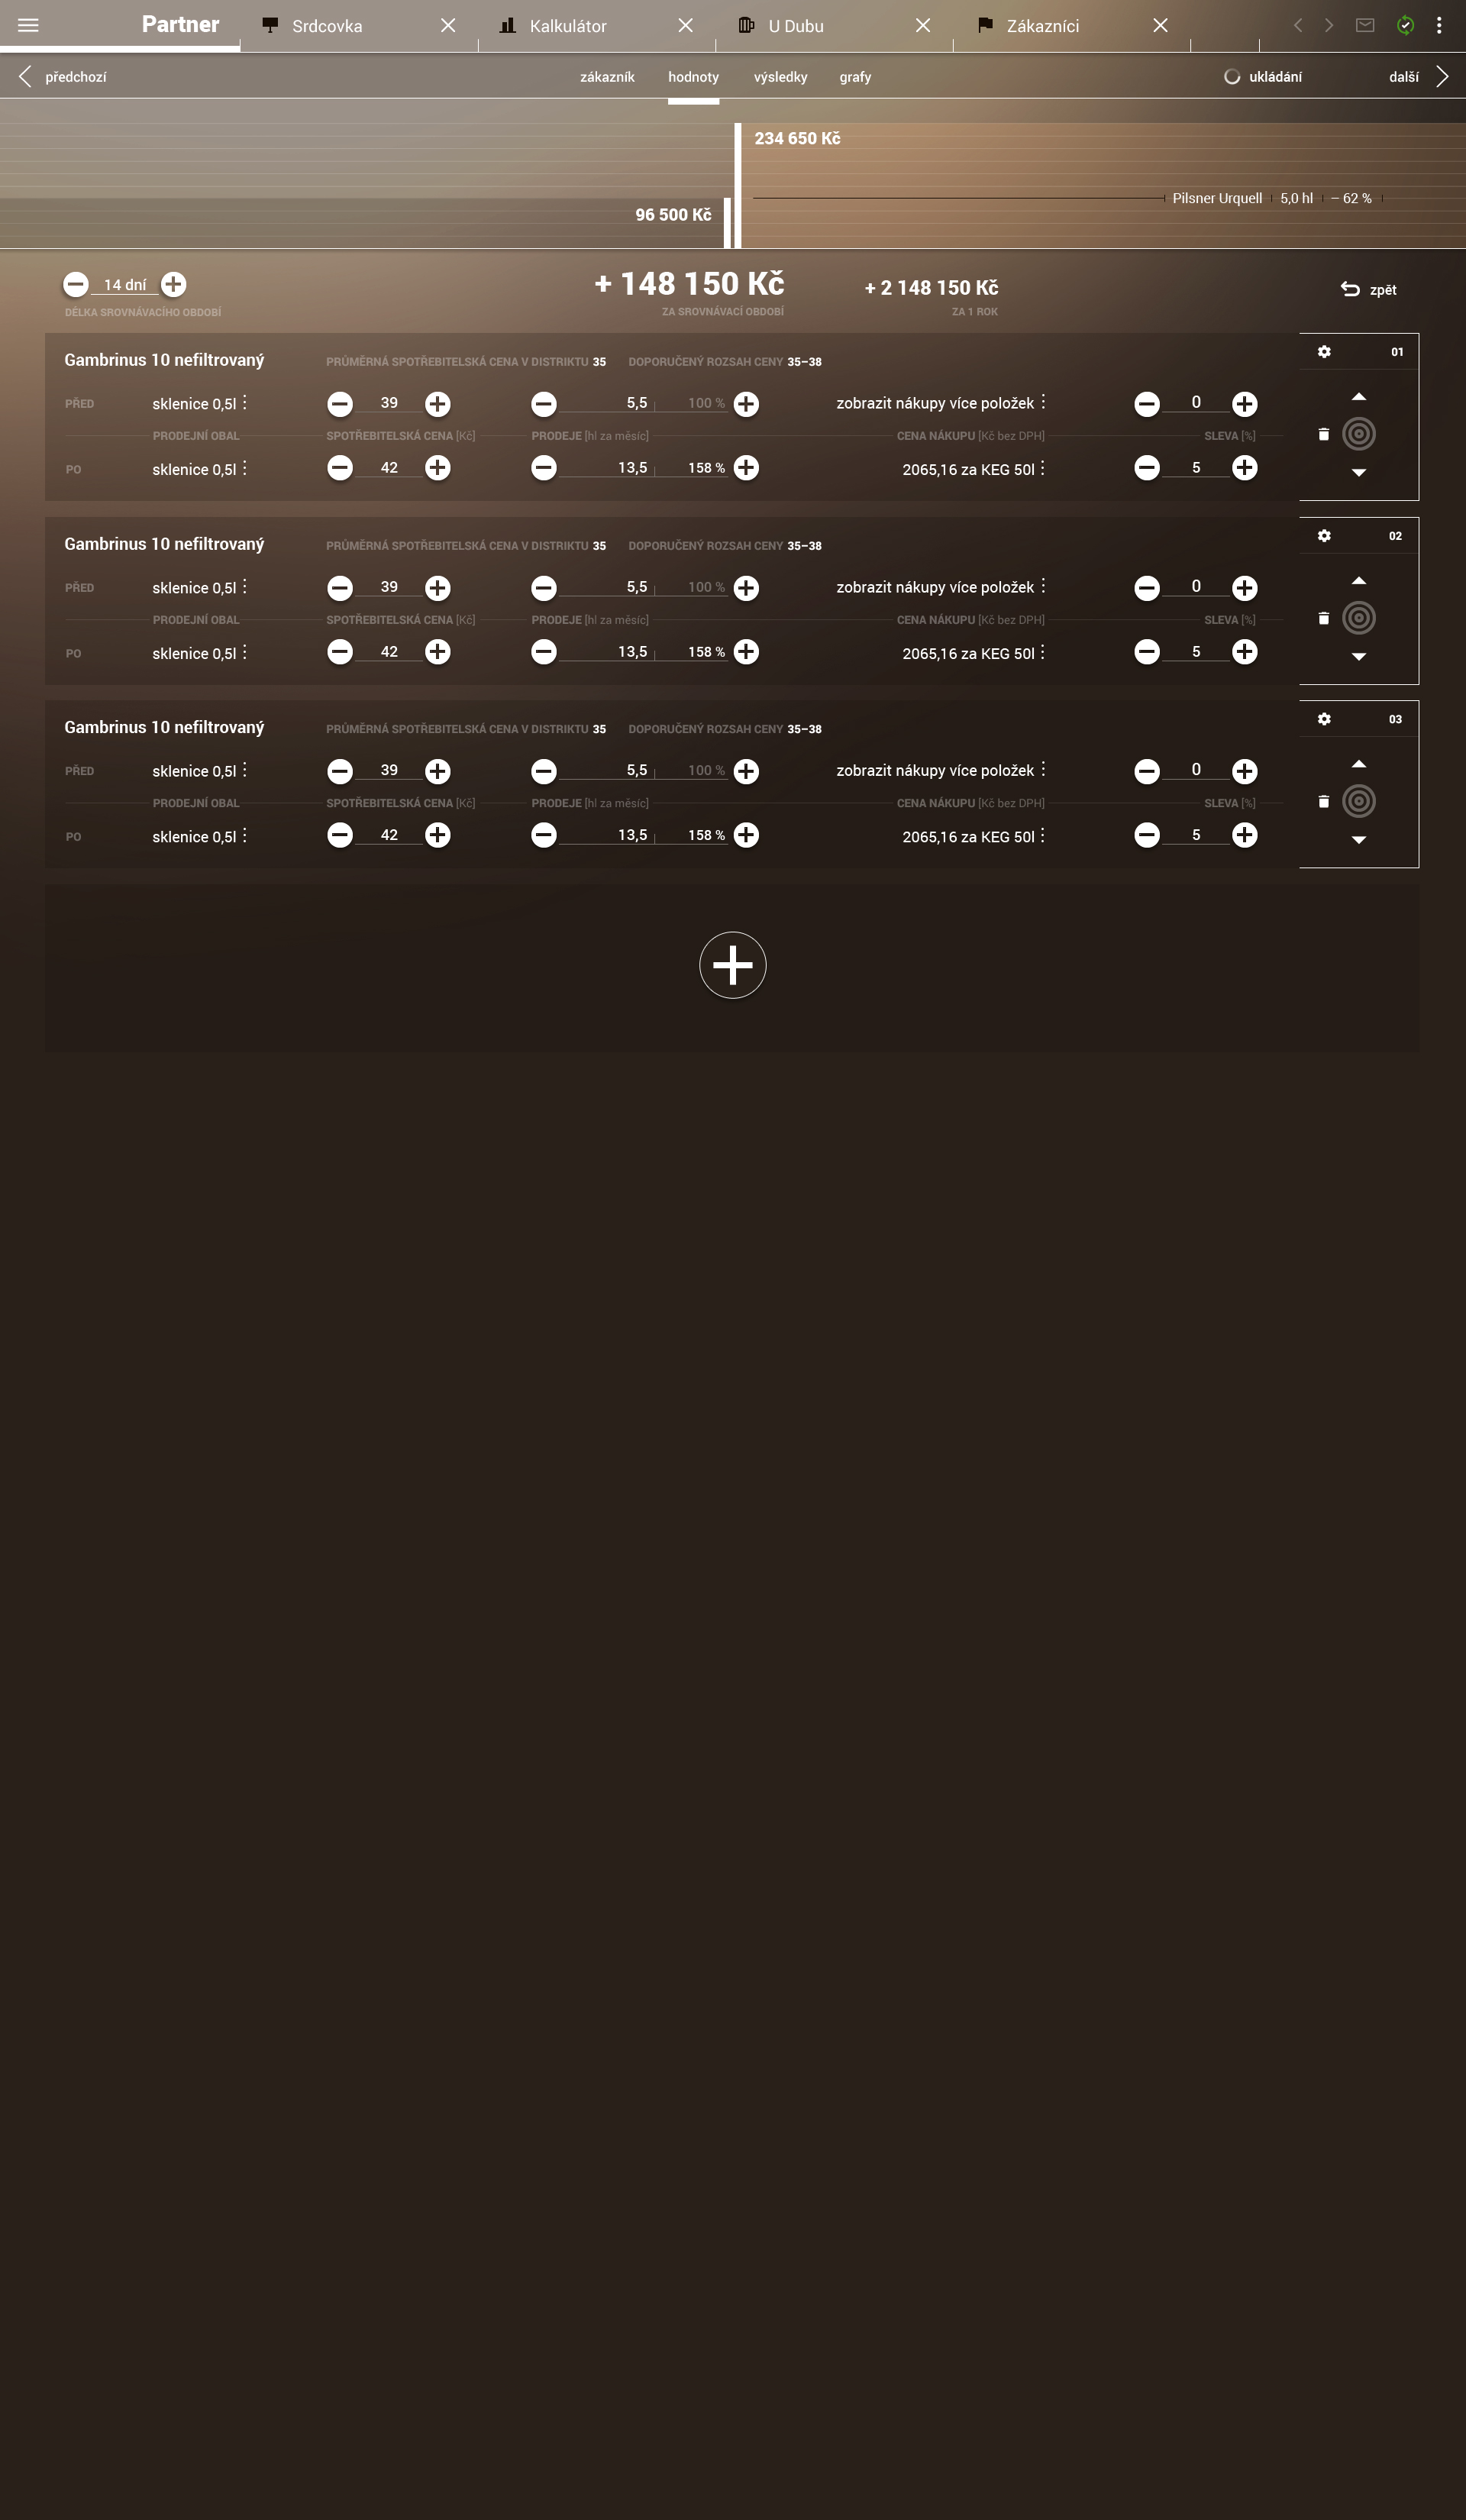 Partner Srdcovka Kalkulátor U Dubu Zákazníci
předchozí zákazník hodnoty výsledky grafy ukládání další
234 650 Kč
Pilsner Urquell 5,0 hl – 62 %
96 500 Kč
14 dní + 148 150 Kč + 2 148 150 Kč zpět
DÉLKA SROVNÁVACÍHO OBDOBÍ ZA SROVNÁVACÍ OBDOBÍ ZA 1 ROK
Gambrinus 10 nefiltrovaný PRŮMĚRNÁ SPOTŘEBITELSKÁ CENA V DISTRIKTU 35 DOPORUČENÝ ROZSAH CENY 35–38 01
PŘED sklenice 0,5l 39 5,5 100 % zobrazit nákupy více položek 0
PRODEJNÍ OBAL SPOTŘEBITELSKÁ CENA [Kč] PRODEJE [hl za měsíc] CENA NÁKUPU [Kč bez DPH] SLEVA [%]
PO sklenice 0,5l 42 13,5 158 % 2065,16 za KEG 50l 5
Gambrinus 10 nefiltrovaný PRŮMĚRNÁ SPOTŘEBITELSKÁ CENA V DISTRIKTU 35 DOPORUČENÝ ROZSAH CENY 35–38 02
PŘED sklenice 0,5l 39 5,5 100 % zobrazit nákupy více položek 0
PRODEJNÍ OBAL SPOTŘEBITELSKÁ CENA [Kč] PRODEJE [hl za měsíc] CENA NÁKUPU [Kč bez DPH] SLEVA [%]
PO sklenice 0,5l 42 13,5 158 % 2065,16 za KEG 50l 5
Gambrinus 10 nefiltrovaný PRŮMĚRNÁ SPOTŘEBITELSKÁ CENA V DISTRIKTU 35 DOPORUČENÝ ROZSAH CENY 35–38 03
PŘED sklenice 0,5l 39 5,5 100 % zobrazit nákupy více položek 0
PRODEJNÍ OBAL SPOTŘEBITELSKÁ CENA [Kč] PRODEJE [hl za měsíc] CENA NÁKUPU [Kč bez DPH] SLEVA [%]
PO sklenice 0,5l 42 13,5 158 % 2065,16 za KEG 50l 5